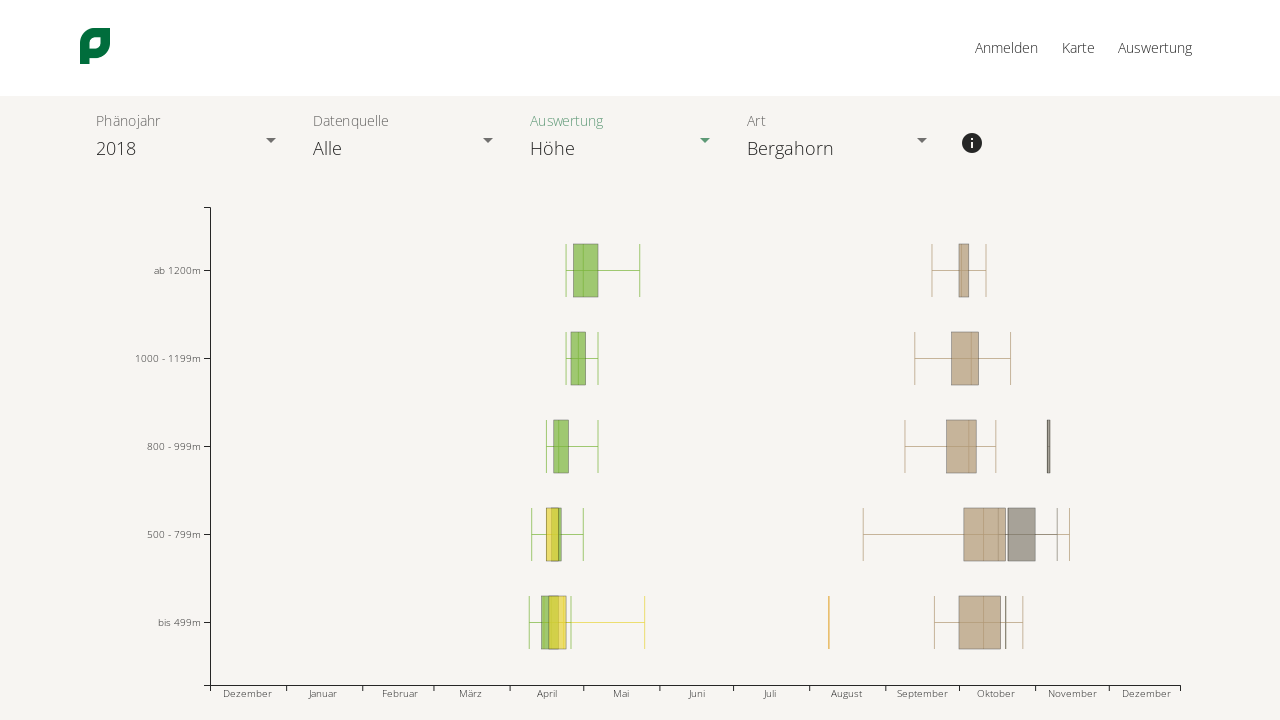 Anmelden Karte Auswertung
Phänojahr Datenquelle Auswertung Art
2018 Alle Höhe Bergahorn
ab 1200m
1000 - 1199m
800 - 999m
500 - 799m
bis 499m
Dezember Januar Februar März April Mai Juni Juli August September Oktober November Dezember